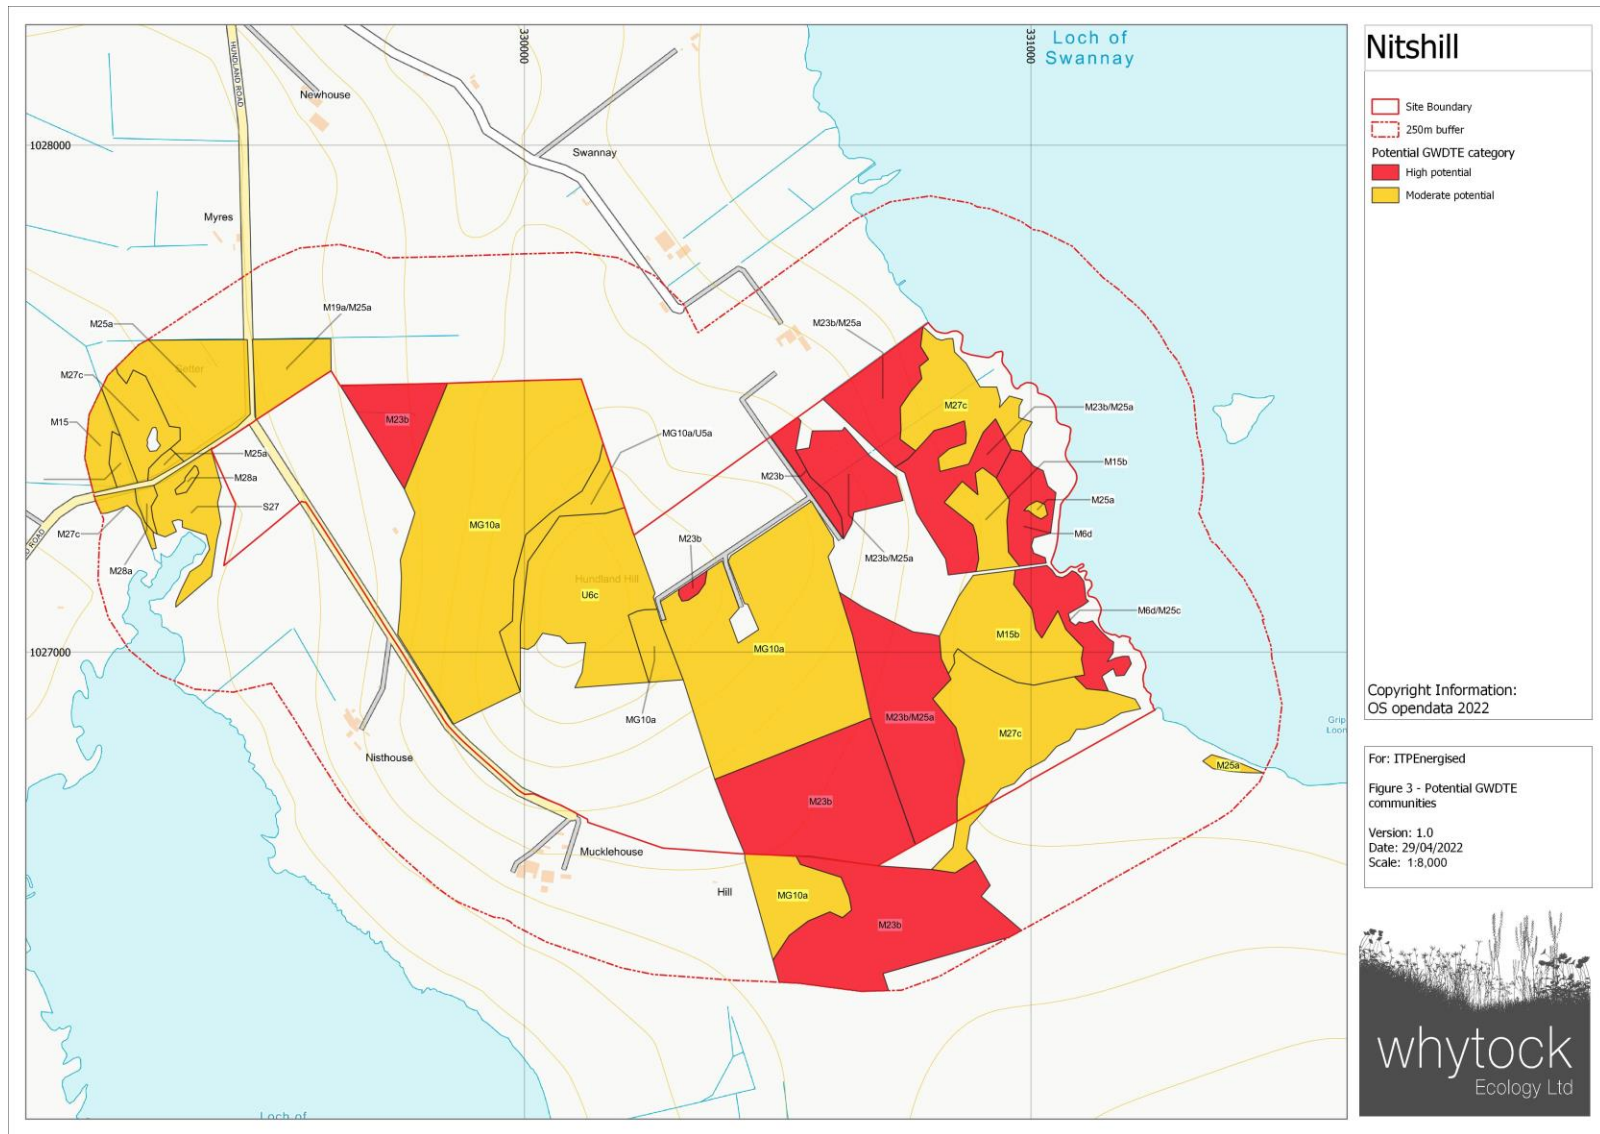 330000
331000
Loch of
Swannay
HUNDLAND ROAD
Newhouse
1028000
Swannay
Myres
M19a/M25a
M25a
M23b/M25a
Setter
M27c
M27c
M23b/M25a
M15
M23b
MG10a/U5a
M25a
M15b
M23b
M28a
M25a
S27
MG10a
M6d
M27c
M23b
M23b/M25a
M28a
Hundland Hill
U6c
M6d/M25c
M15b
1027000
MG10a
MG10a
M23b/M25a
M27c
Nisthouse
M25a
M23b
Mucklehouse
Hill
MG10a
M23b
Loch of
Nitshill
Site Boundary
250m buffer
Potential GWDTE category
High potential
Moderate potential
Copyright Information:
OS opendata 2022
For: ITPEnergised
Figure 3 - Potential GWDTE
communities
Version: 1.0
Date: 29/04/2022
Scale: 1:8,000
whytock
Ecology Ltd